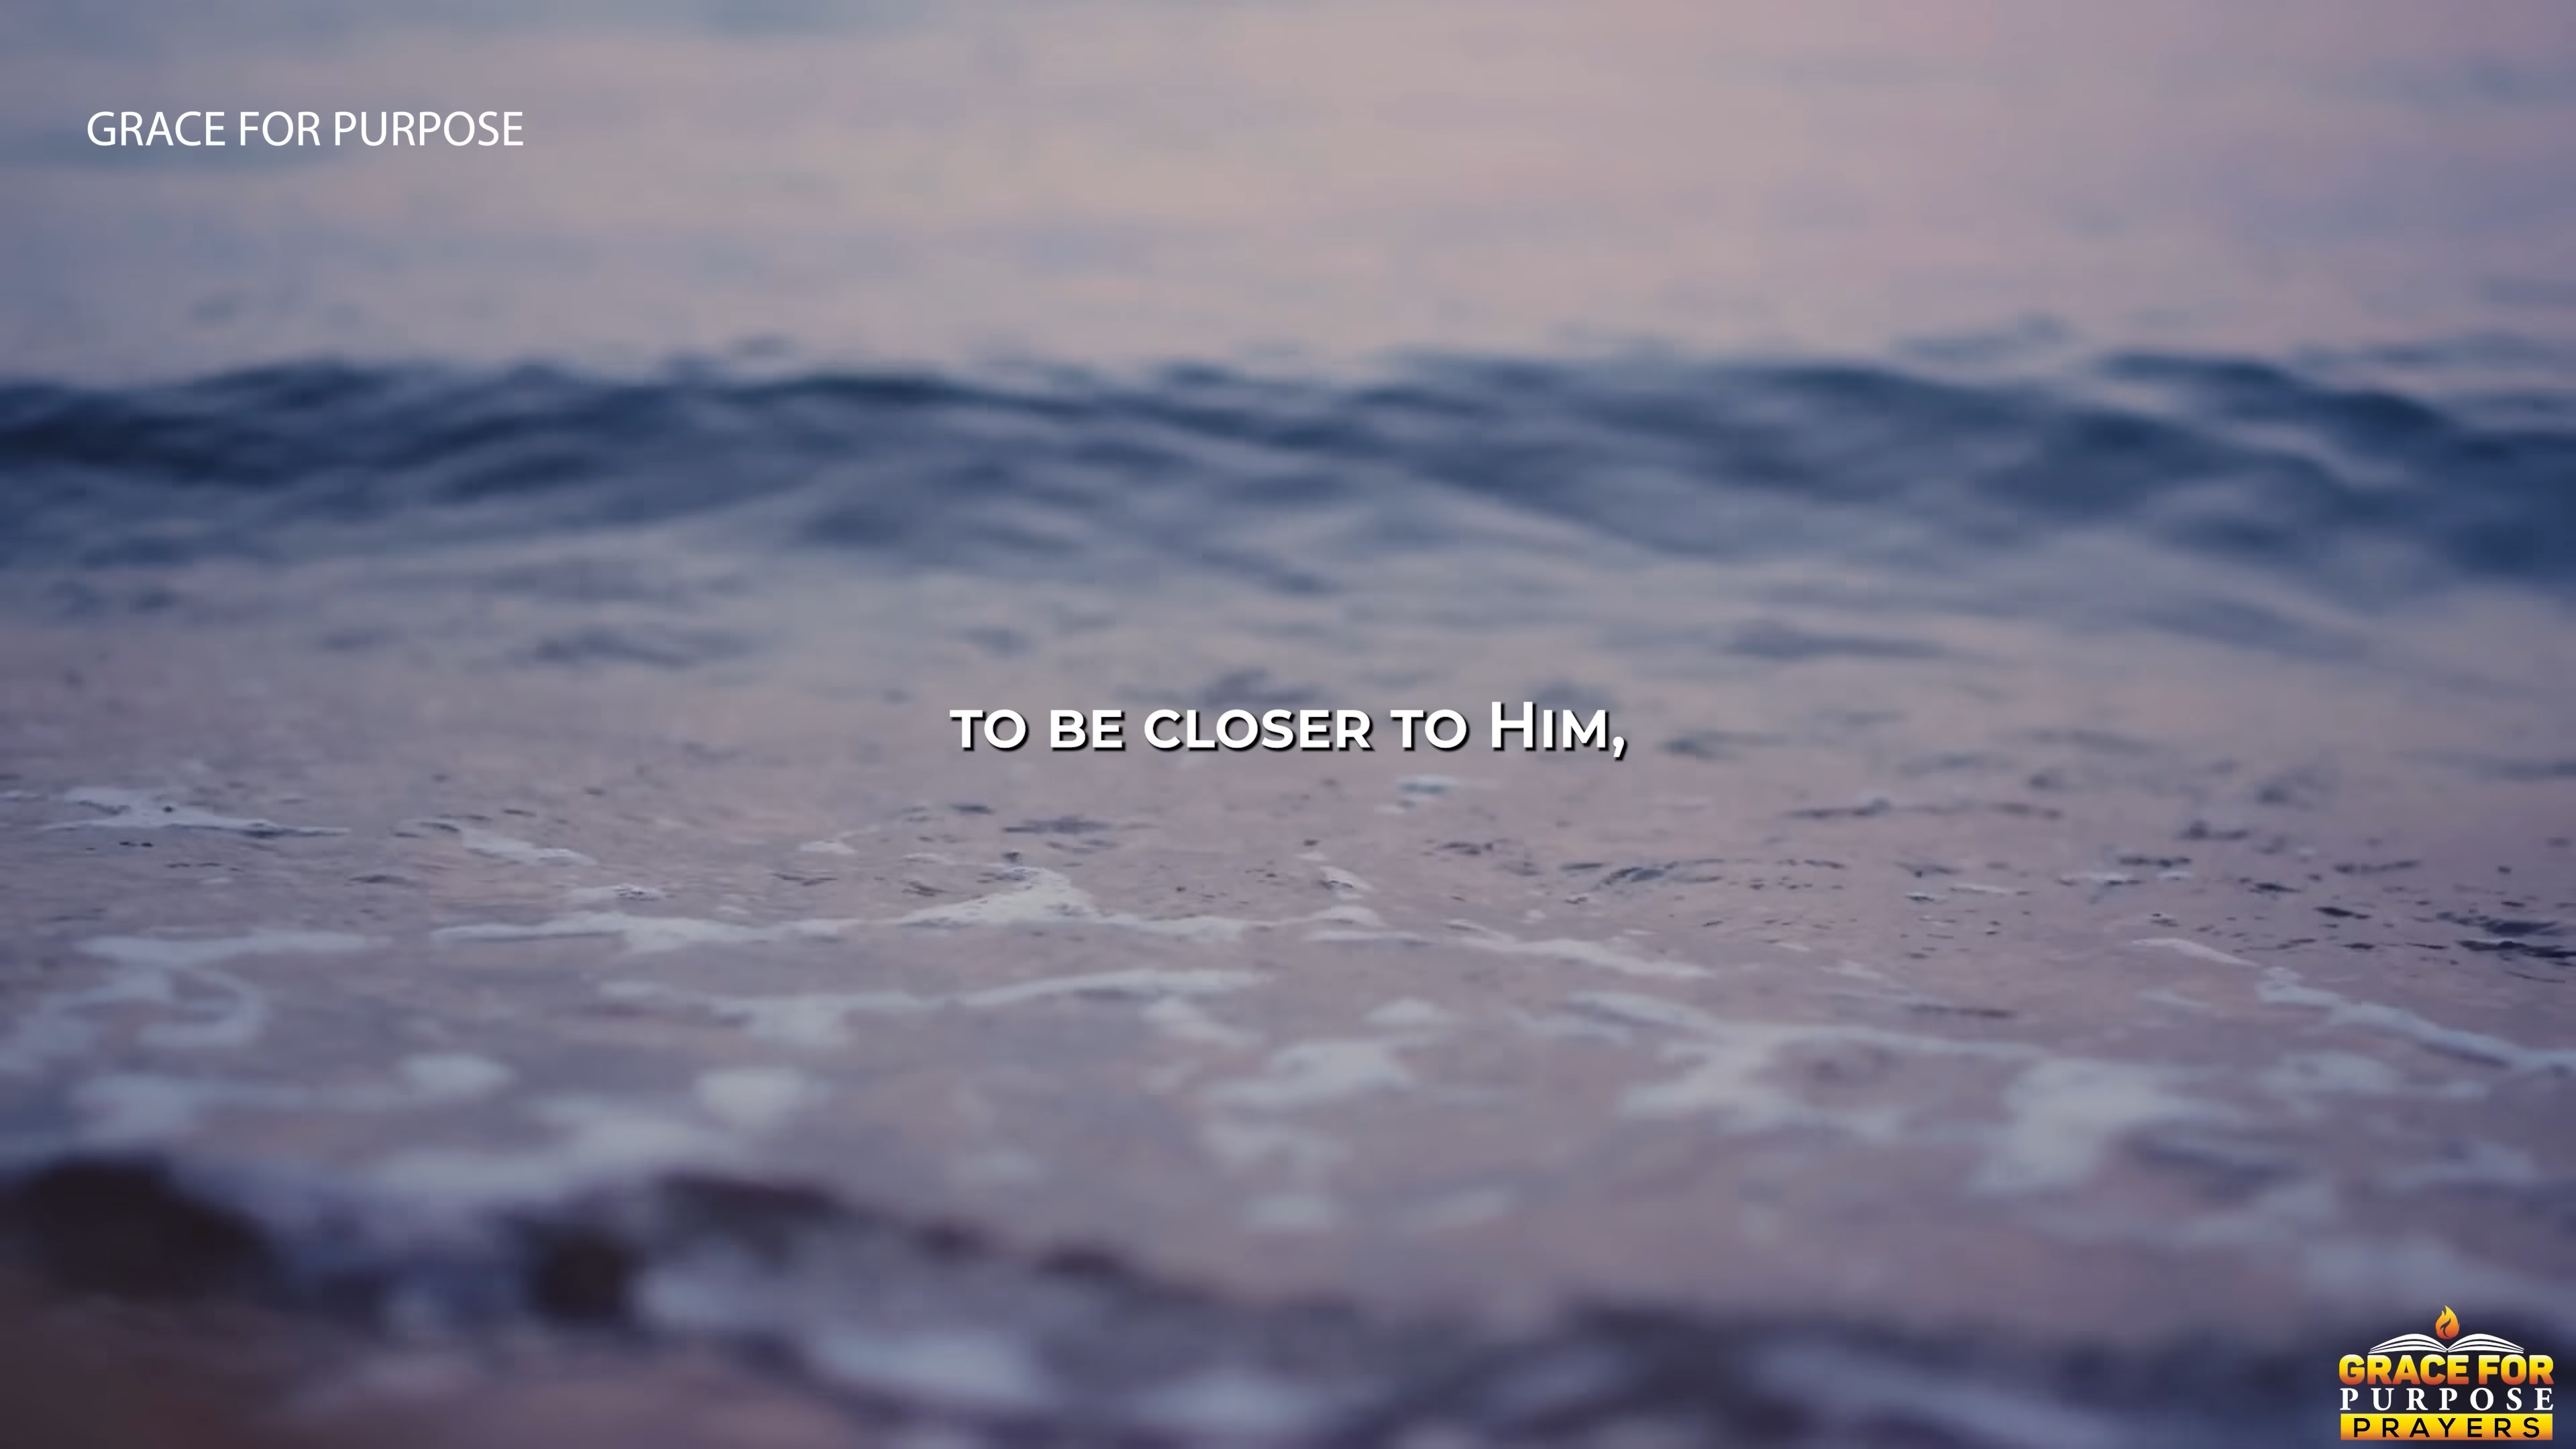 GRACE FOR PURPOSE
TO BE CLOSER TO HIM,
GRACE FOR
PURPOSE
PRAYERS